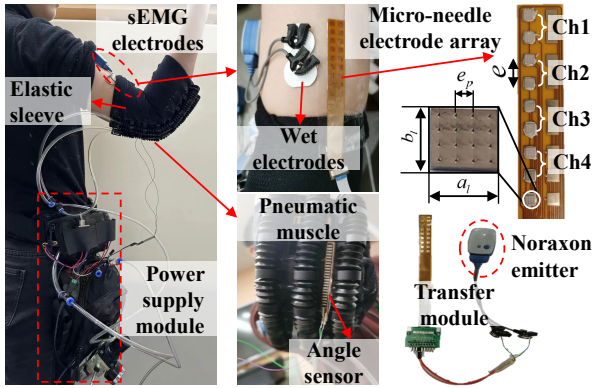 sEMG
electrodes
Elastic
sleeve
Power
supply
module
Wet
electrodes
Pneumatic
muscle
Angle
sensor
Micro-needle
electrode array
Ch1
Ch2
Ch3
Ch4
e
e_p
b_l
a_l
Noraxon
emitter
Transfer
module